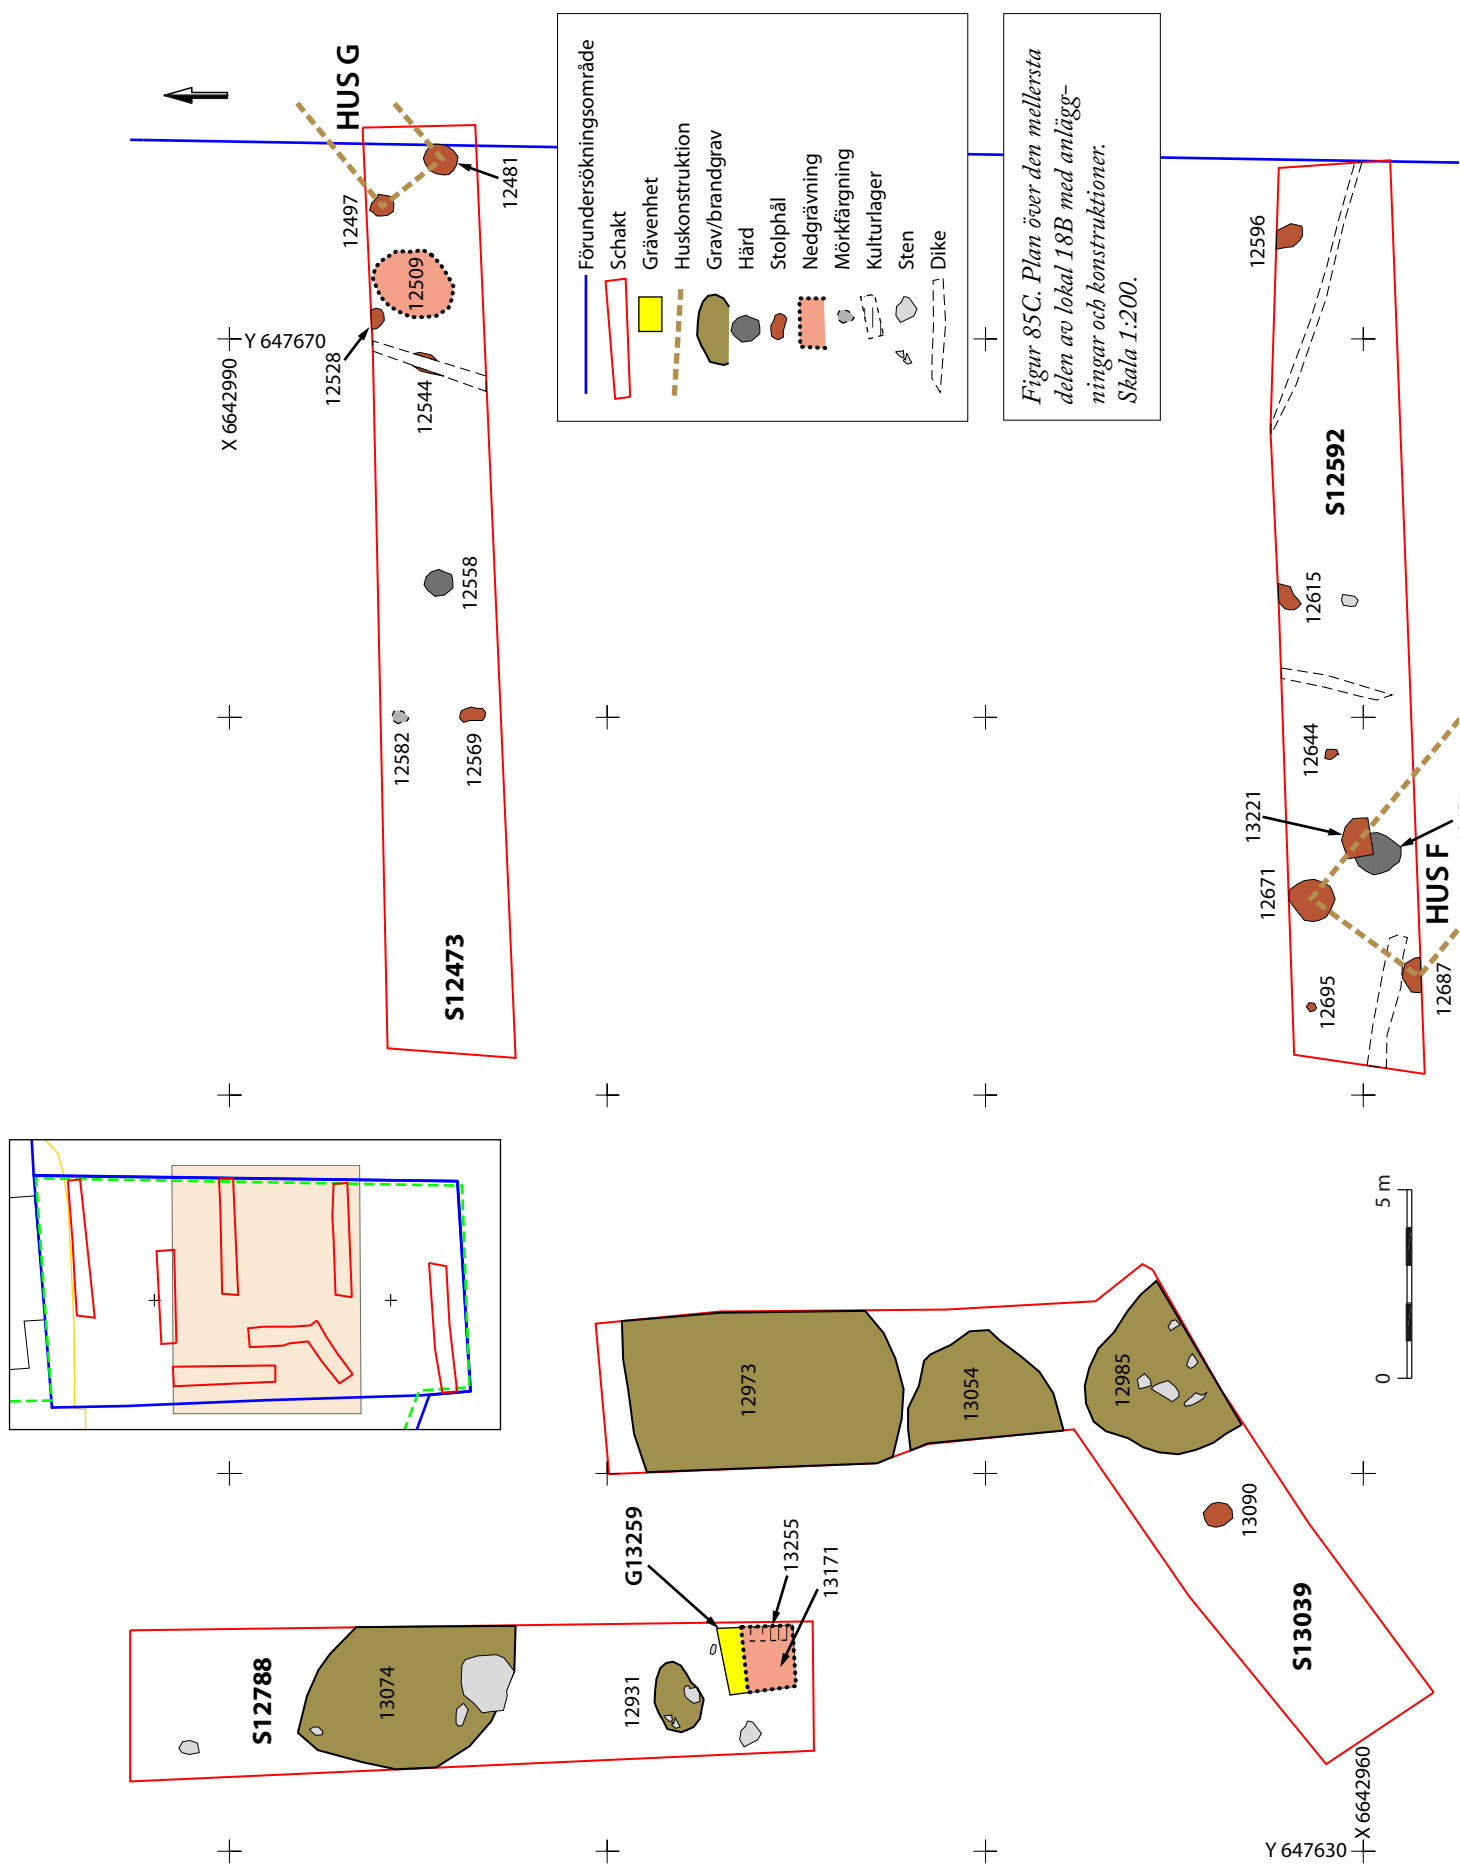 HUS G
12497
12481
12509
12528
12544
Y 647670
X 6642990
12558
12582
12569
S12473
Förundersökningsområde
Schakt
Grävenhet
Huskonstruktion
Grav/brandgrav
Härd
Stolphål
Nedgrävning
Mörkfärgning
Kulturlager
Sten
Dike
Figur 85C. Plan över den mellersta
delen av lokal 18B med anlägg-
ningar och konstruktioner.
Skala 1:200.
12596
S12592
12615
12644
13221
12671
HUS F
12695
12687
0
5 m
12973
13054
12985
13090
S13039
G13259
13255
13171
S12788
13074
12931
Y 647630
X 6642960